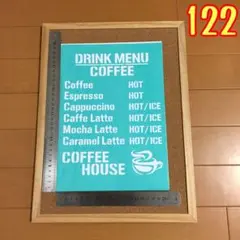 122
DRINK MENU
COFFEE
Coffee HOT
Espresso HOT
Cappuccino HOT/ICE
Caffe Latte HOT/ICE
Mocha Latte HOT/ICE
Caramel Latte HOT/ICE
COFFEE
HOUSE